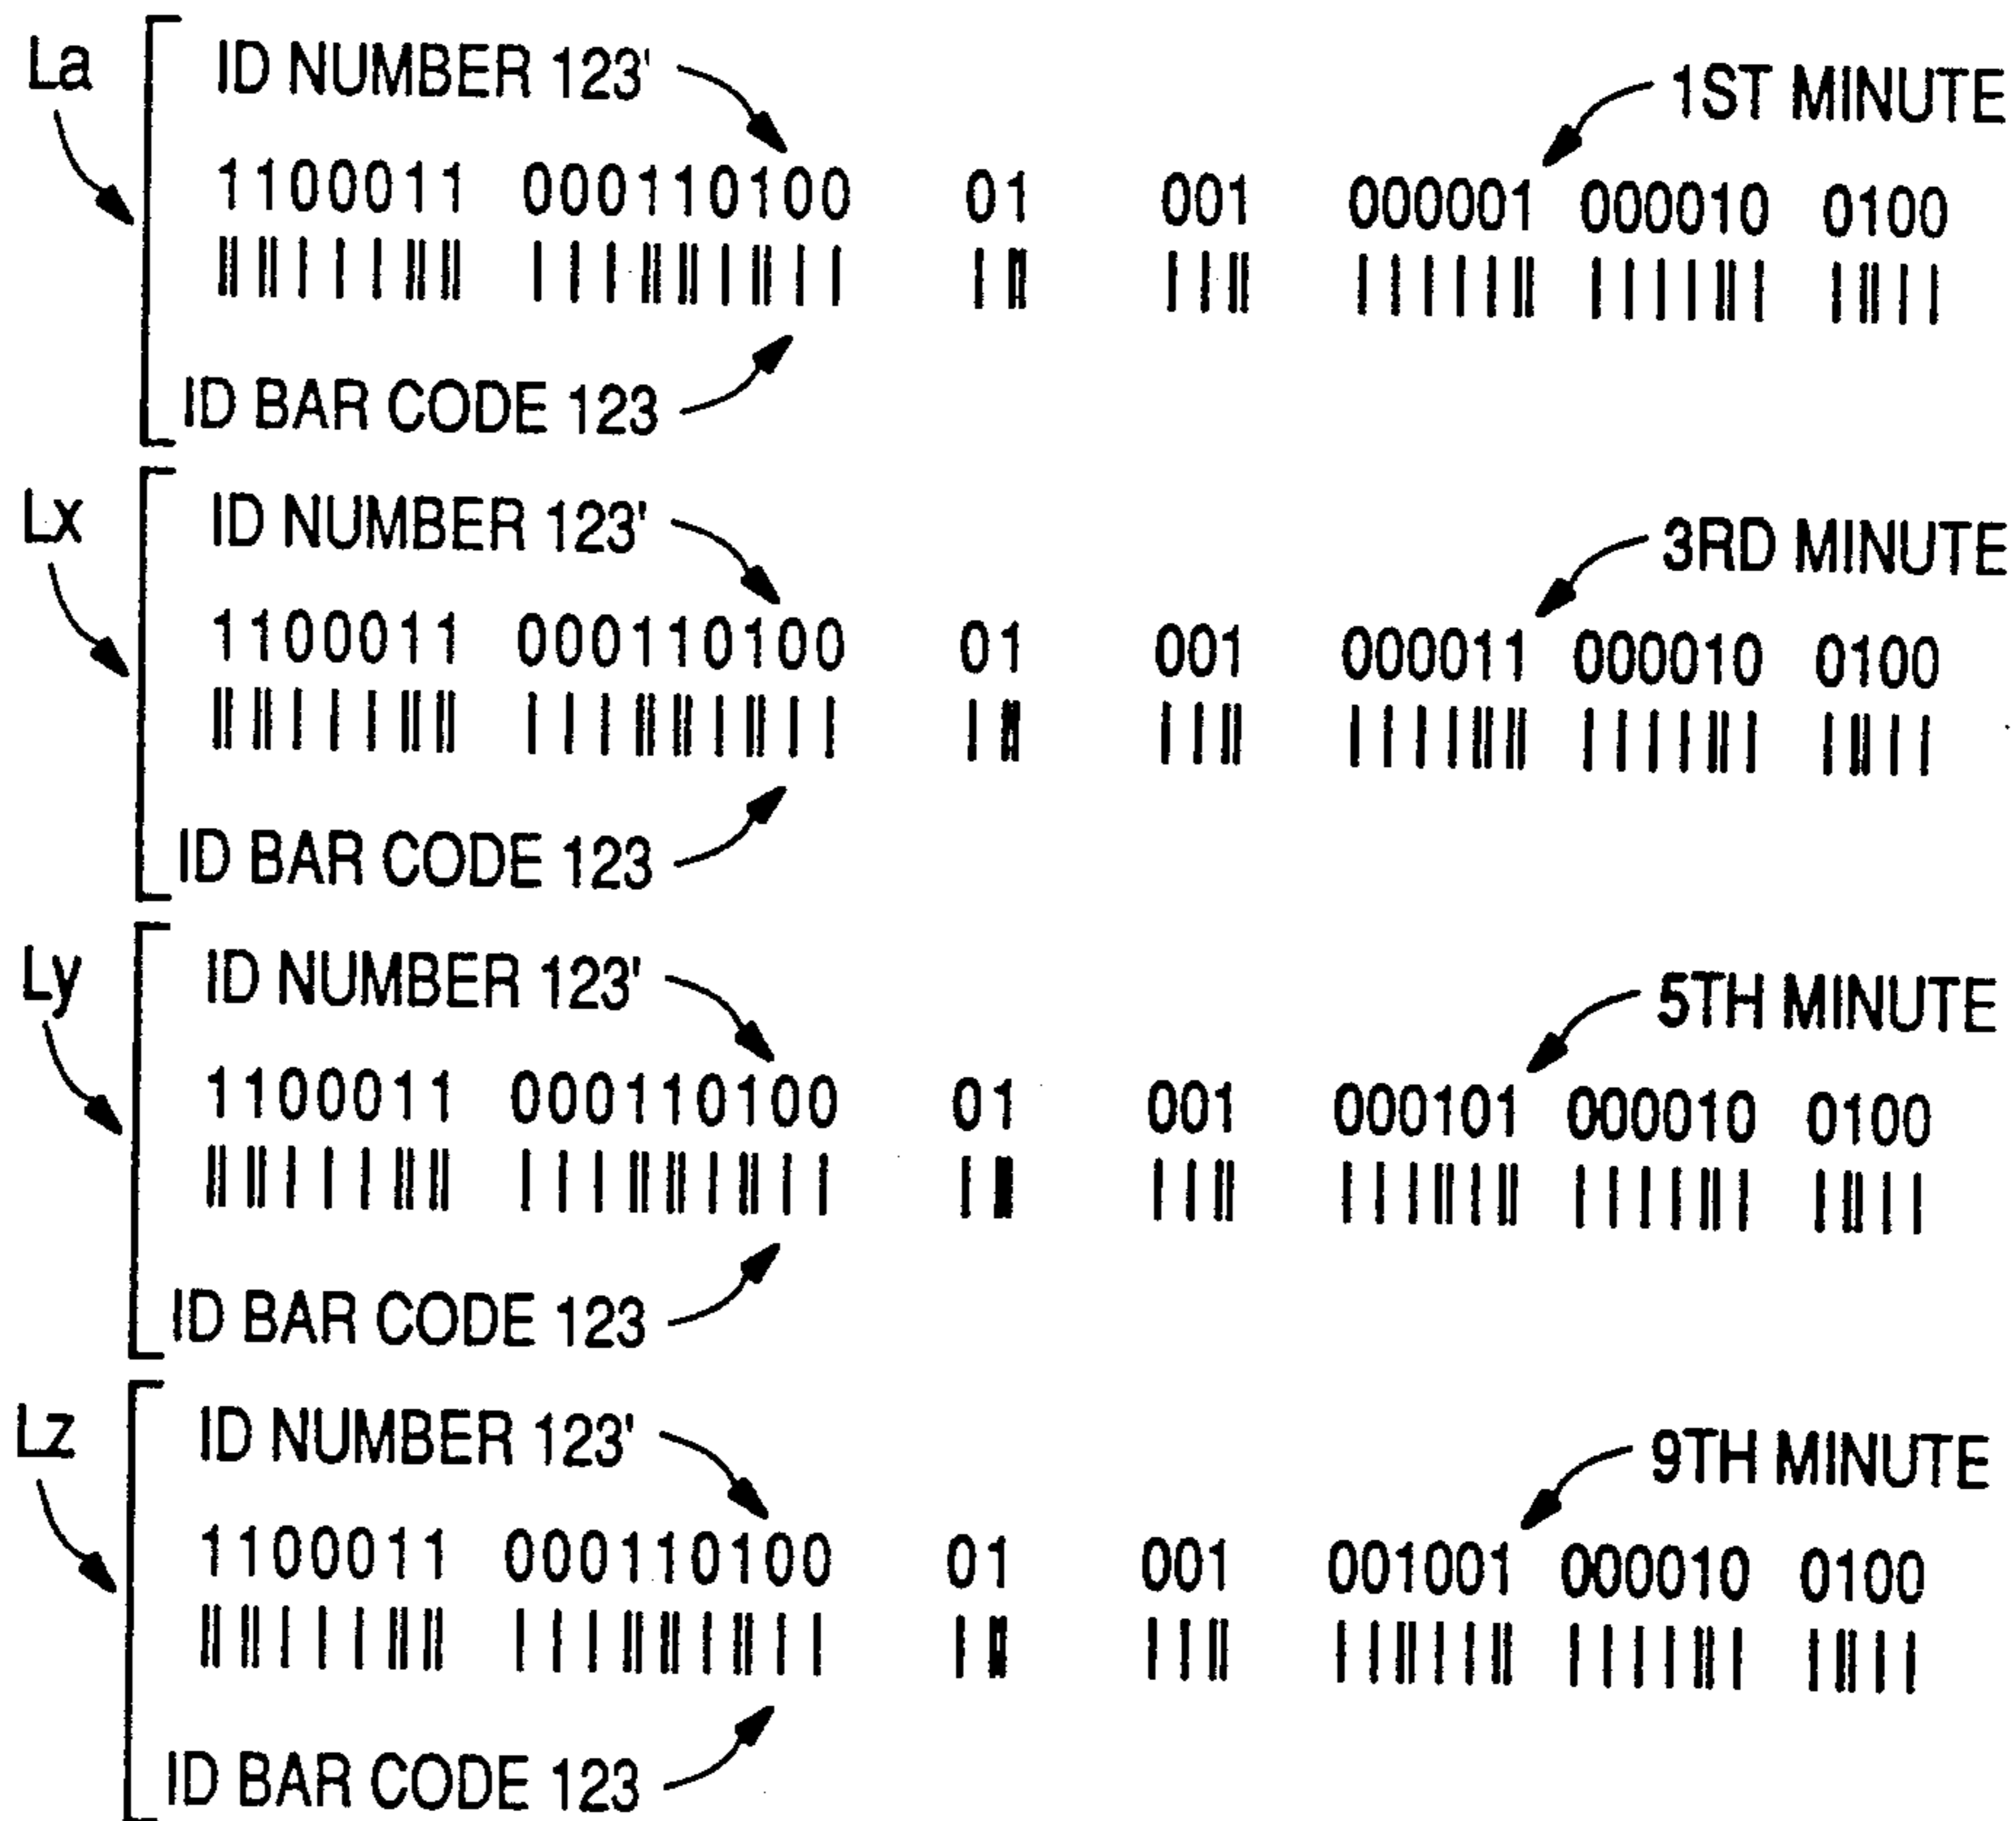 La
ID NUMBER 123'
1ST MINUTE
1100011 000110100 01 001 000001 000010 0100
ID BAR CODE 123
Lx
ID NUMBER 123'
3RD MINUTE
1100011 000110100 01 001 000011 000010 0100
ID BAR CODE 123
Ly
ID NUMBER 123'
5TH MINUTE
1100011 000110100 01 001 000101 000010 0100
ID BAR CODE 123
Lz
ID NUMBER 123'
9TH MINUTE
1100011 000110100 01 001 001001 000010 0100
ID BAR CODE 123